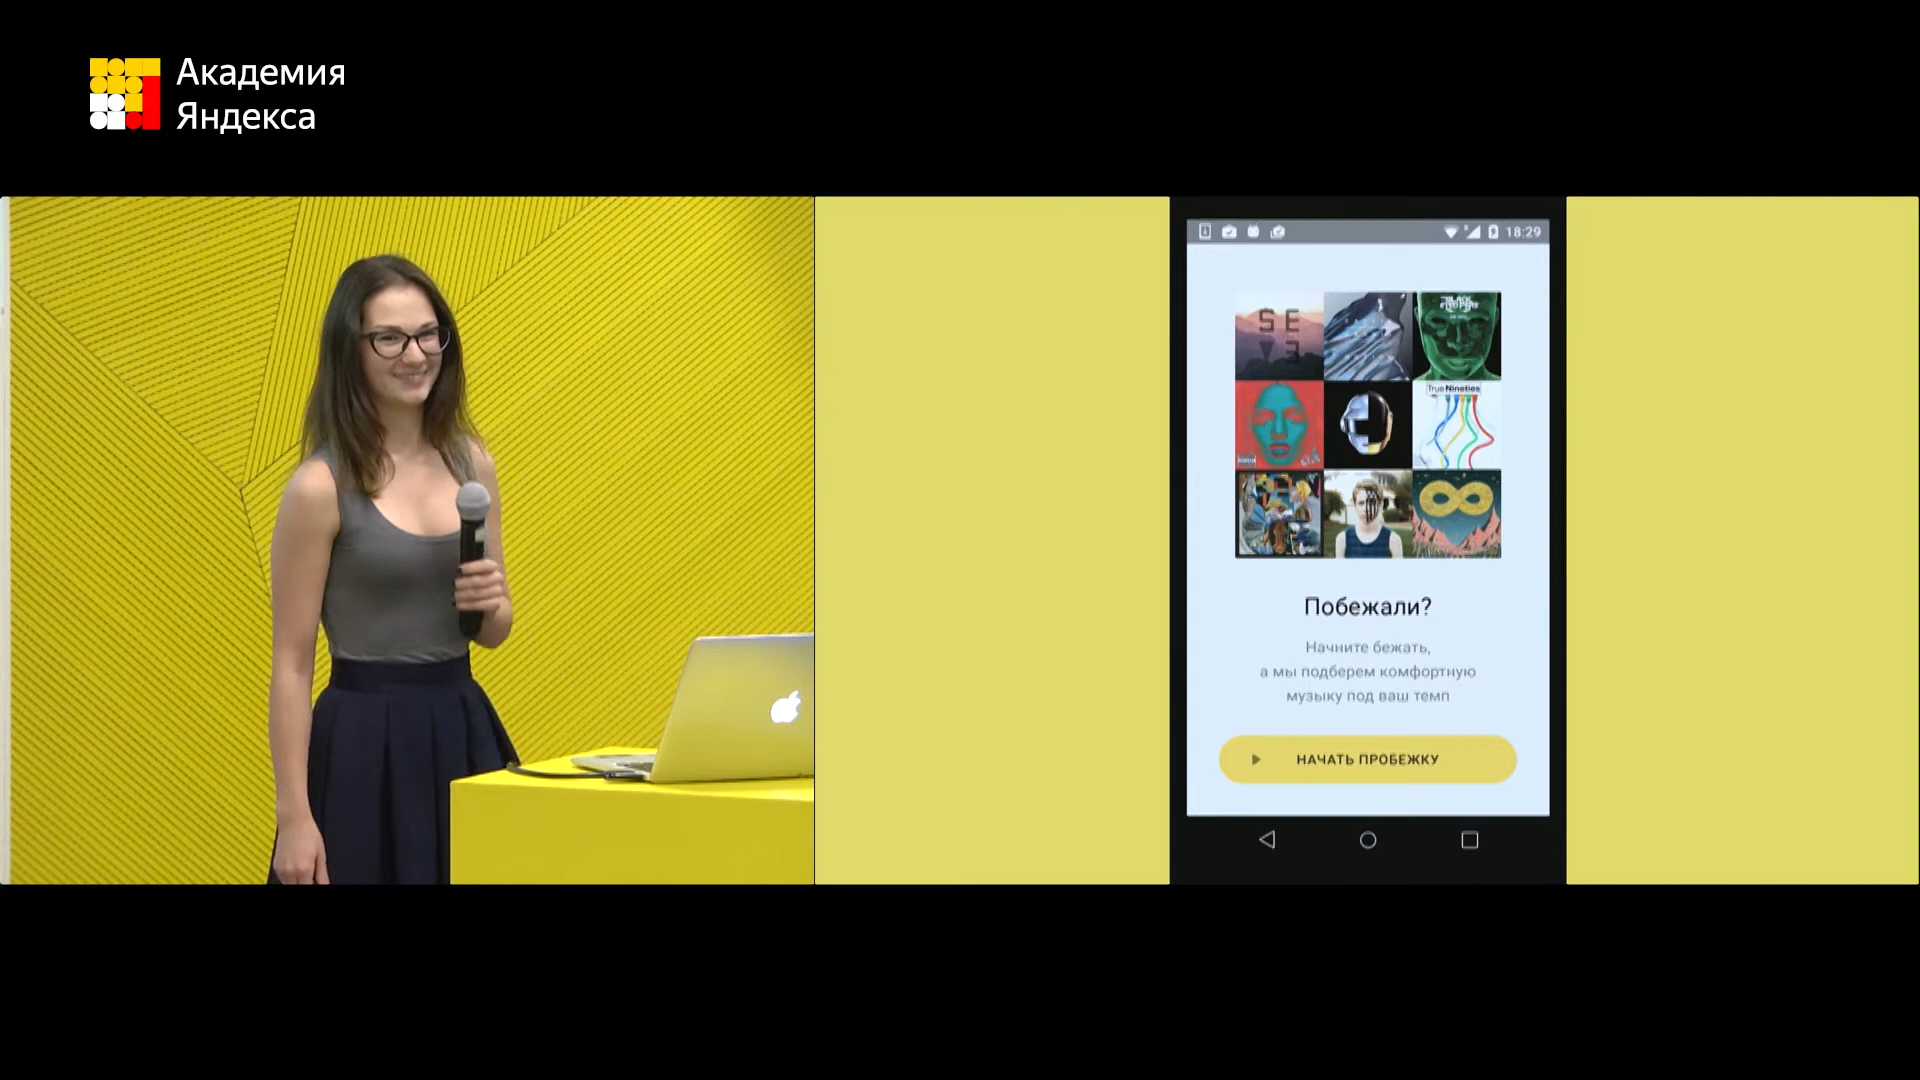 Академия
Яндекса
18:29
S E
V E
True Nineties
Побежали?
Начните бежать,
а мы подберем комфортную
музыку под ваш темп
НАЧАТЬ ПРОБЕЖКУ